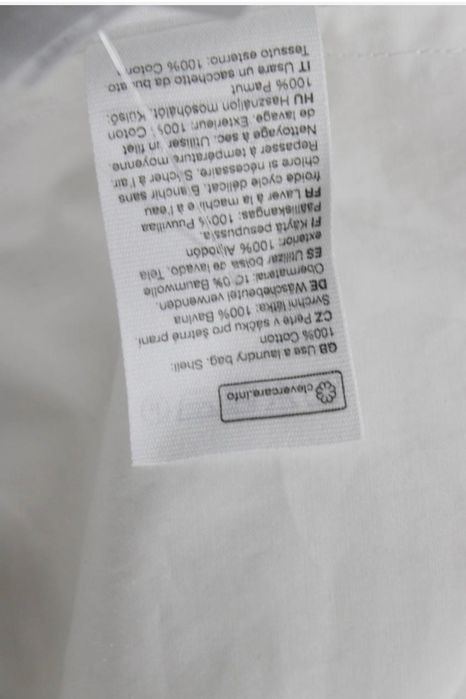 clevercare.info
GB Use a laundry bag. Shell:
100% Cotton
CZ Perte v sáčku pro šetrné praní.
Svrchní látka: 100% Bavlna
DE Wäschebeutel verwenden.
Obermaterial: 100% Baumwolle
ES Utilizar bolsa de lavado. Tela
exterior: 100% Algodón
FI Käytä pesupussia.
Päälliskangas: 100% Puuvillaa
FR Laver à la machine à l'eau
froide cycle délicat. Blanchir sans
chlore si nécessaire. Sécher à l'air.
Repasser à température moyenne.
Nettoyage à sec. Utiliser un filet
de lavage. Extérieur: 100% Coton
HU Használjon mosóhálót. Külső:
100% Pamut
IT Usare un sacchetto da bucato.
Tessuto esterno: 100% Cotone